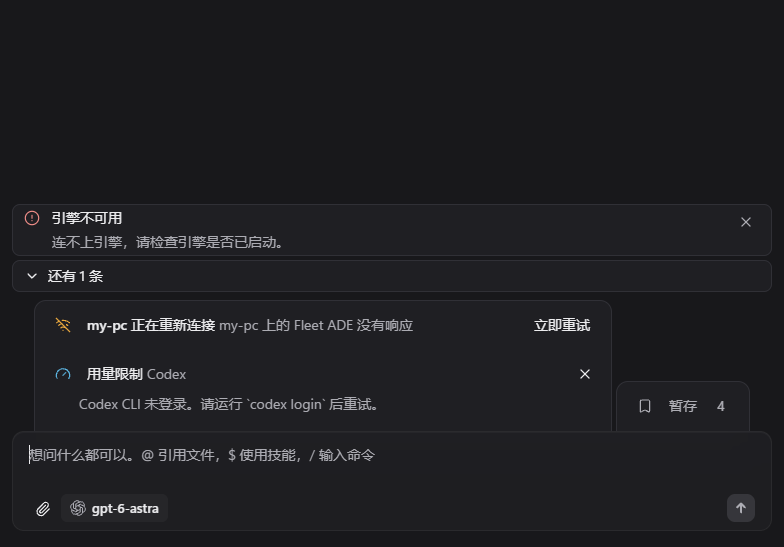 引擎不可用
连不上引擎，请检查引擎是否已启动。
还有 1 条
my-pc 正在重新连接 my-pc 上的 Fleet ADE 没有响应 立即重试
用量限制 Codex
Codex CLI 未登录。请运行 `codex login` 后重试。
暂存 4
想问什么都可以。@ 引用文件，$ 使用技能，/ 输入命令
gpt-6-astra